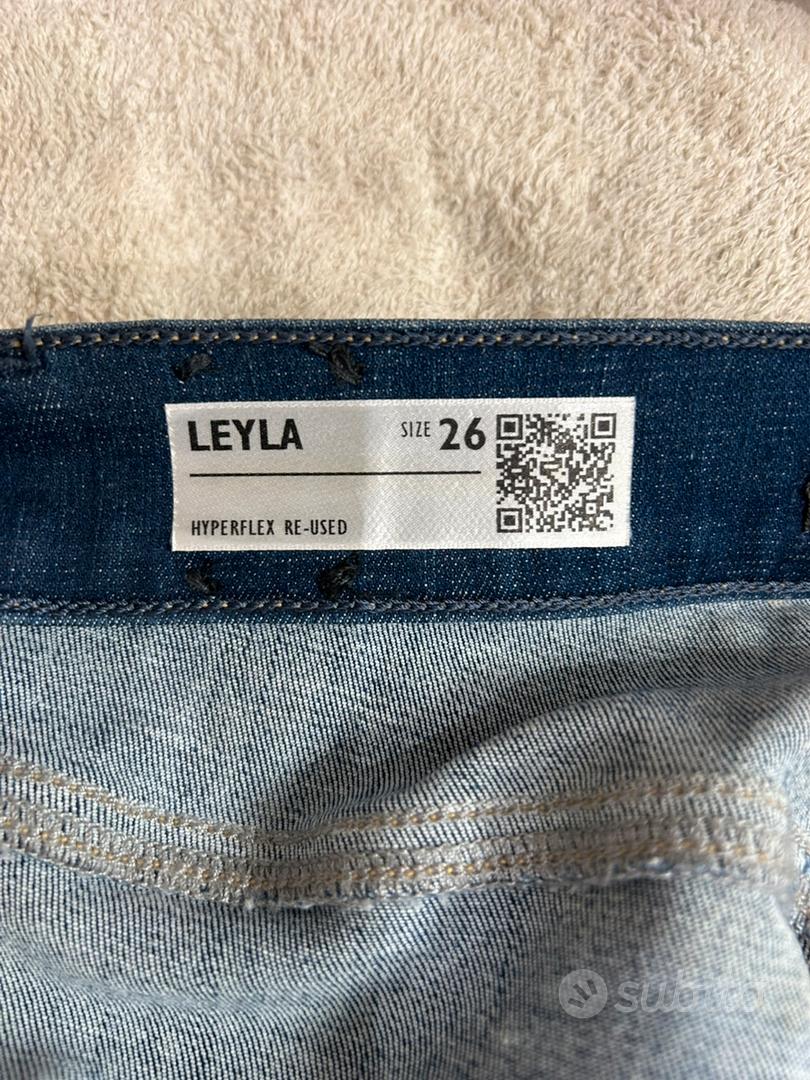 LEYLA SIZE 26
HYPERFLEX RE-USED
subito